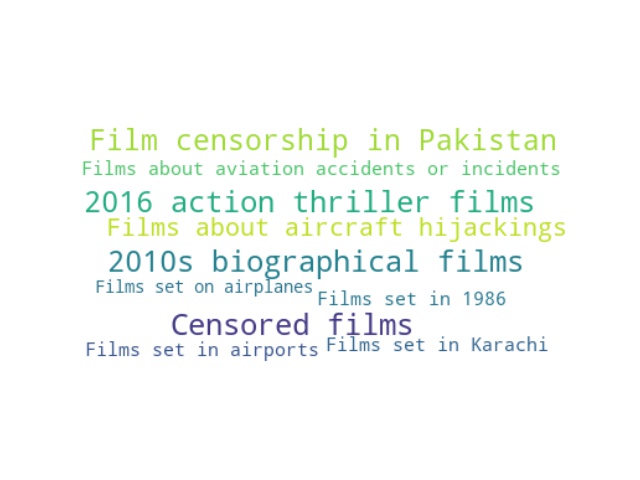 Film censorship in Pakistan
Films about aviation accidents or incidents
2016 action thriller films
Films about aircraft hijackings
2010s biographical films
Films set on airplanes
Films set in 1986
Censored films
Films set in airports
Films set in Karachi